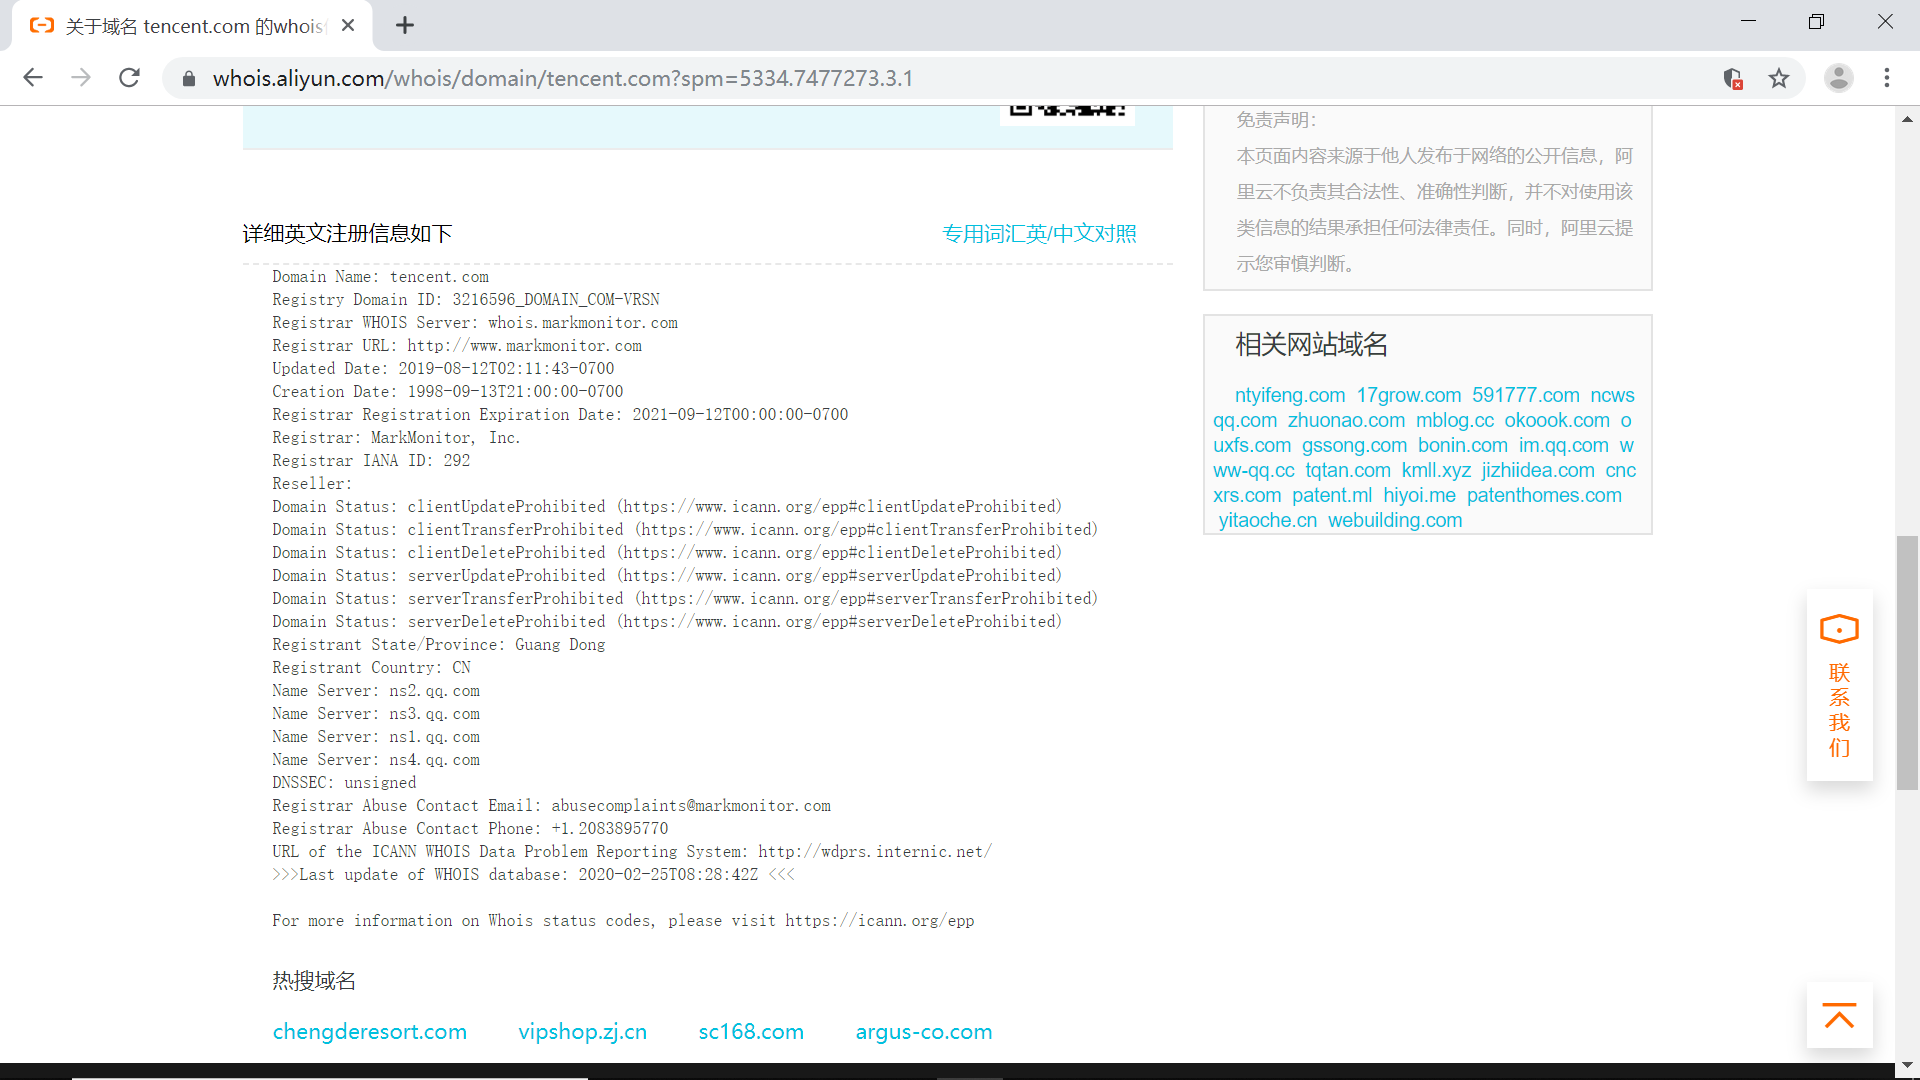 关于域名 tencent.com 的whois
whois.aliyun.com/whois/domain/tencent.com?spm=5334.7477273.3.1
详细英文注册信息如下
专用词汇英/中文对照
Domain Name: tencent.com
Registry Domain ID: 3216596_DOMAIN_COM-VRSN
Registrar WHOIS Server: whois.markmonitor.com
Registrar URL: http://www.markmonitor.com
Updated Date: 2019-08-12T02:11:43-0700
Creation Date: 1998-09-13T21:00:00-0700
Registrar Registration Expiration Date: 2021-09-12T00:00:00-0700
Registrar: MarkMonitor, Inc.
Registrar IANA ID: 292
Reseller:
Domain Status: clientUpdateProhibited (https://www.icann.org/epp#clientUpdateProhibited)
Domain Status: clientTransferProhibited (https://www.icann.org/epp#clientTransferProhibited)
Domain Status: clientDeleteProhibited (https://www.icann.org/epp#clientDeleteProhibited)
Domain Status: serverUpdateProhibited (https://www.icann.org/epp#serverUpdateProhibited)
Domain Status: serverTransferProhibited (https://www.icann.org/epp#serverTransferProhibited)
Domain Status: serverDeleteProhibited (https://www.icann.org/epp#serverDeleteProhibited)
Registrant State/Province: Guang Dong
Registrant Country: CN
Name Server: ns2.qq.com
Name Server: ns3.qq.com
Name Server: ns1.qq.com
Name Server: ns4.qq.com
DNSSEC: unsigned
Registrar Abuse Contact Email: abusecomplaints@markmonitor.com
Registrar Abuse Contact Phone: +1.2083895770
URL of the ICANN WHOIS Data Problem Reporting System: http://wdprs.internic.net/
>>>Last update of WHOIS database: 2020-02-25T08:28:42Z <<<
For more information on Whois status codes, please visit https://icann.org/epp
热搜域名
chengderesort.com vipshop.zj.cn sc168.com argus-co.com
免责声明：
本页面内容来源于他人发布于网络的公开信息，阿
里云不负责其合法性、准确性判断，并不对使用该
类信息的结果承担任何法律责任。同时，阿里云提
示您审慎判断。
相关网站域名
ntyifeng.com 17grow.com 591777.com ncws
qq.com zhuonao.com mblog.cc okoook.com o
uxfs.com gssong.com bonin.com im.qq.com w
ww-qq.cc tqtan.com kmll.xyz jizhiidea.com cnc
xrs.com patent.ml hiyoi.me patenthomes.com
yitaoche.cn webuilding.com
联
系
我
们